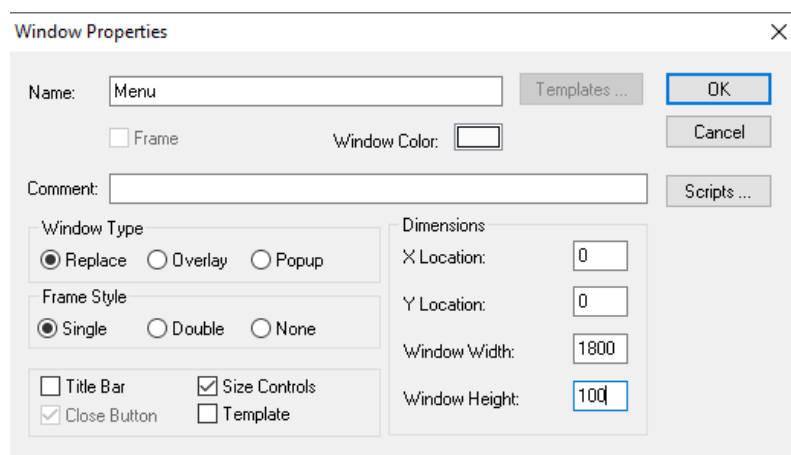 Window Properties
Name: Menu Templates ... OK
Frame Window Color: Cancel
Comment: Scripts ...
Window Type
Replace Overlay Popup
Frame Style
Single Double None
Title Bar Size Controls
Close Button Template
Dimensions
X Location: 0
Y Location: 0
Window Width: 1800
Window Height: 100